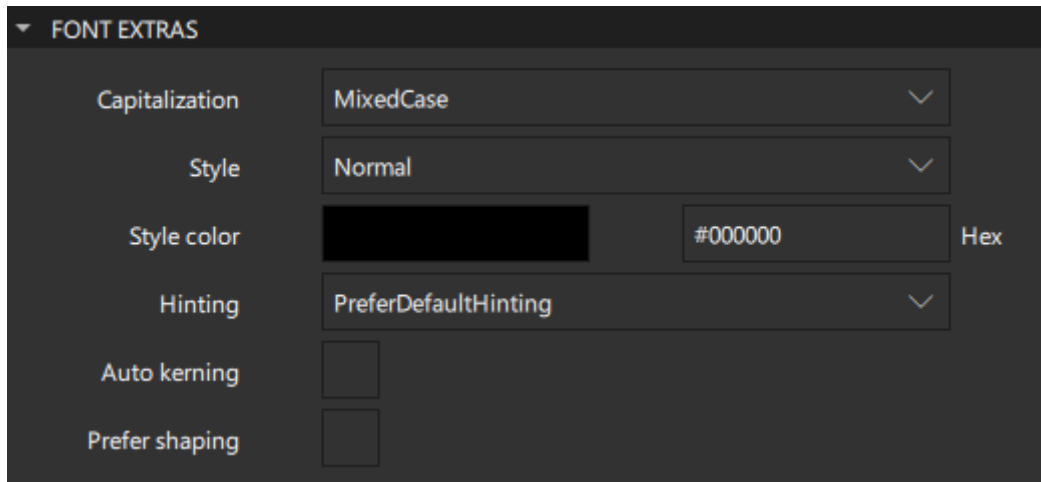 FONT EXTRAS
Capitalization MixedCase
Style Normal
Style color #000000 Hex
Hinting PreferDefaultHinting
Auto kerning
Prefer shaping